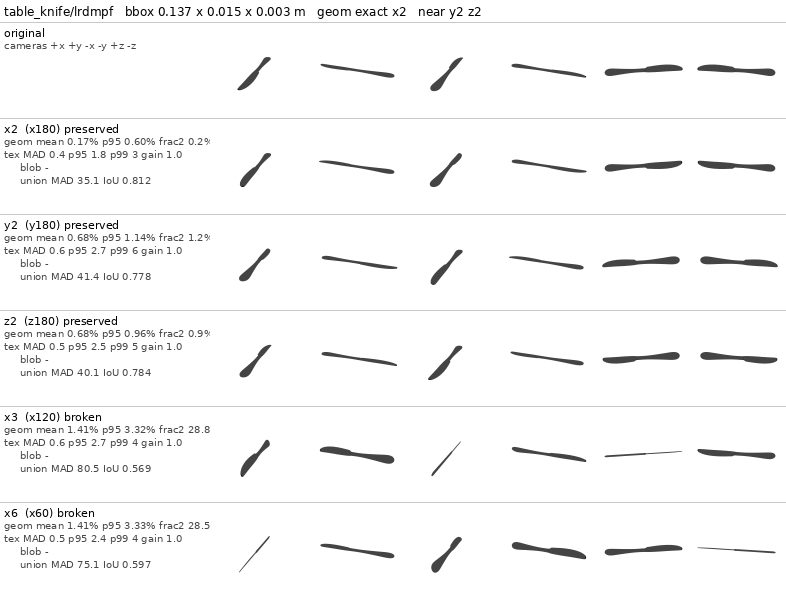 table_knife/lrdmpf   bbox 0.137 x 0.015 x 0.003 m   geom exact x2   near y2 z2
original
cameras +x +y -x -y +z -z
x2  (x180) preserved
geom mean 0.17% p95 0.60% frac2 0.2%
tex MAD 0.4 p95 1.8 p99 3 gain 1.0
blob -
union MAD 35.1 IoU 0.812
y2  (y180) preserved
geom mean 0.68% p95 1.14% frac2 1.2%
tex MAD 0.6 p95 2.7 p99 6 gain 1.0
blob -
union MAD 41.4 IoU 0.778
z2  (z180) preserved
geom mean 0.68% p95 0.96% frac2 0.9%
tex MAD 0.5 p95 2.5 p99 5 gain 1.0
blob -
union MAD 40.1 IoU 0.784
x3  (x120) broken
geom mean 1.41% p95 3.32% frac2 28.8
tex MAD 0.6 p95 2.7 p99 4 gain 1.0
blob -
union MAD 80.5 IoU 0.569
x6  (x60) broken
geom mean 1.41% p95 3.33% frac2 28.5
tex MAD 0.5 p95 2.4 p99 4 gain 1.0
blob -
union MAD 75.1 IoU 0.597